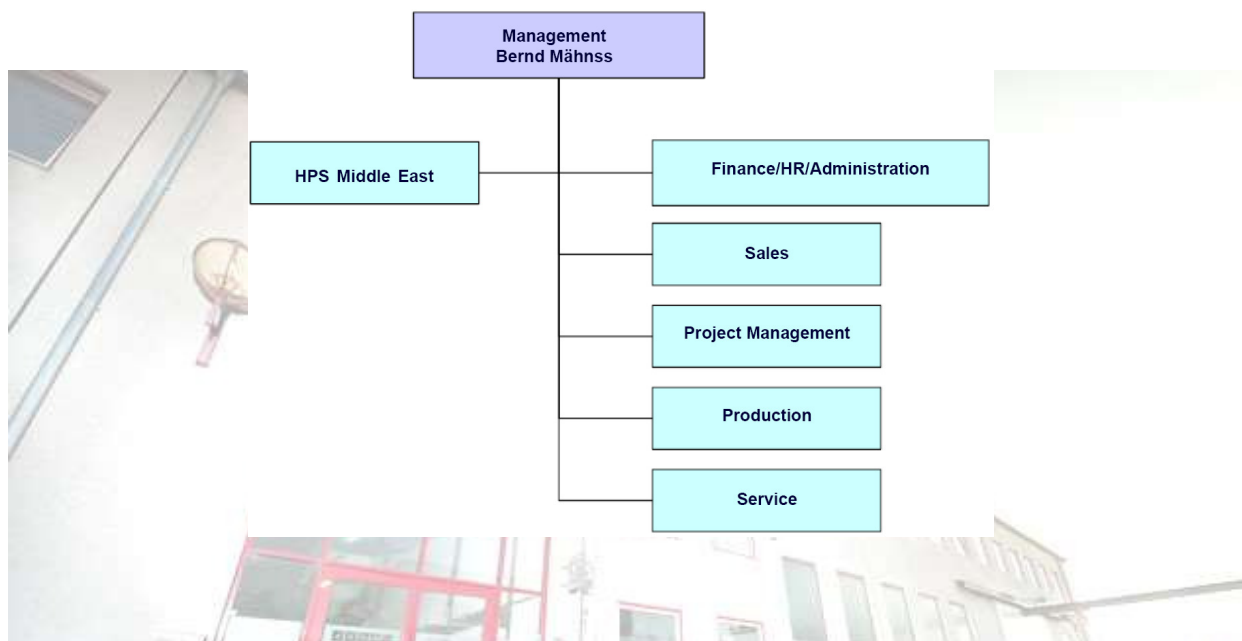 Management
Bernd Mähnss
HPS Middle East
Finance/HR/Administration
Sales
Project Management
Production
Service